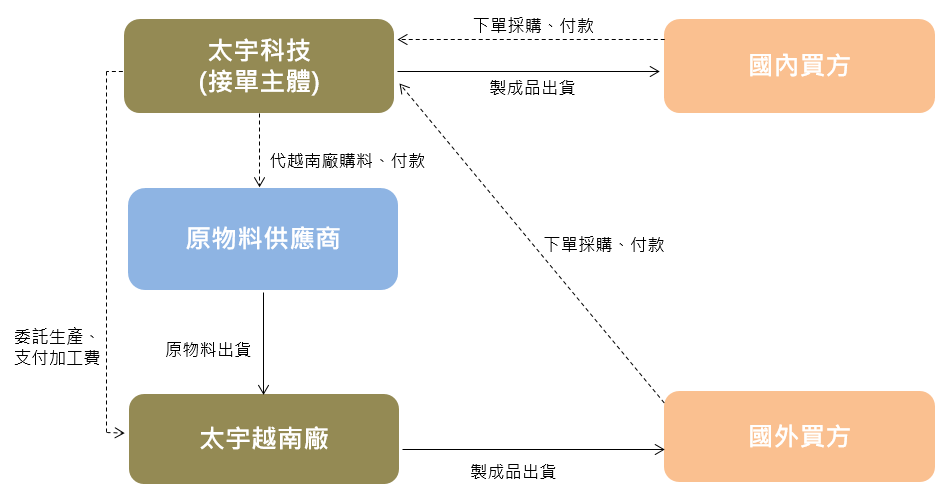 下單採購、付款
太宇科技
(接單主體)
國內買方
製成品出貨
代越南廠購料、付款
原物料供應商
下單採購、付款
委託生產、
支付加工費
原物料出貨
太宇越南廠
國外買方
製成品出貨